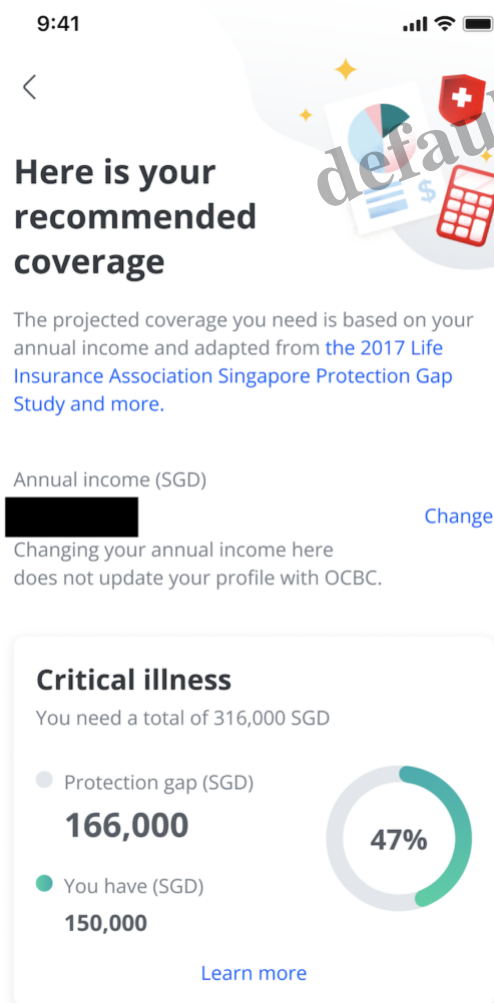 9:41
Here is your
recommended
coverage
$
The projected coverage you need is based on your
annual income and adapted from the 2017 Life
Insurance Association Singapore Protection Gap
Study and more.
Annual income (SGD)
Change
Changing your annual income here
does not update your profile with OCBC.
Critical illness
You need a total of 316,000 SGD
Protection gap (SGD)
166,000
47%
You have (SGD)
150,000
Learn more